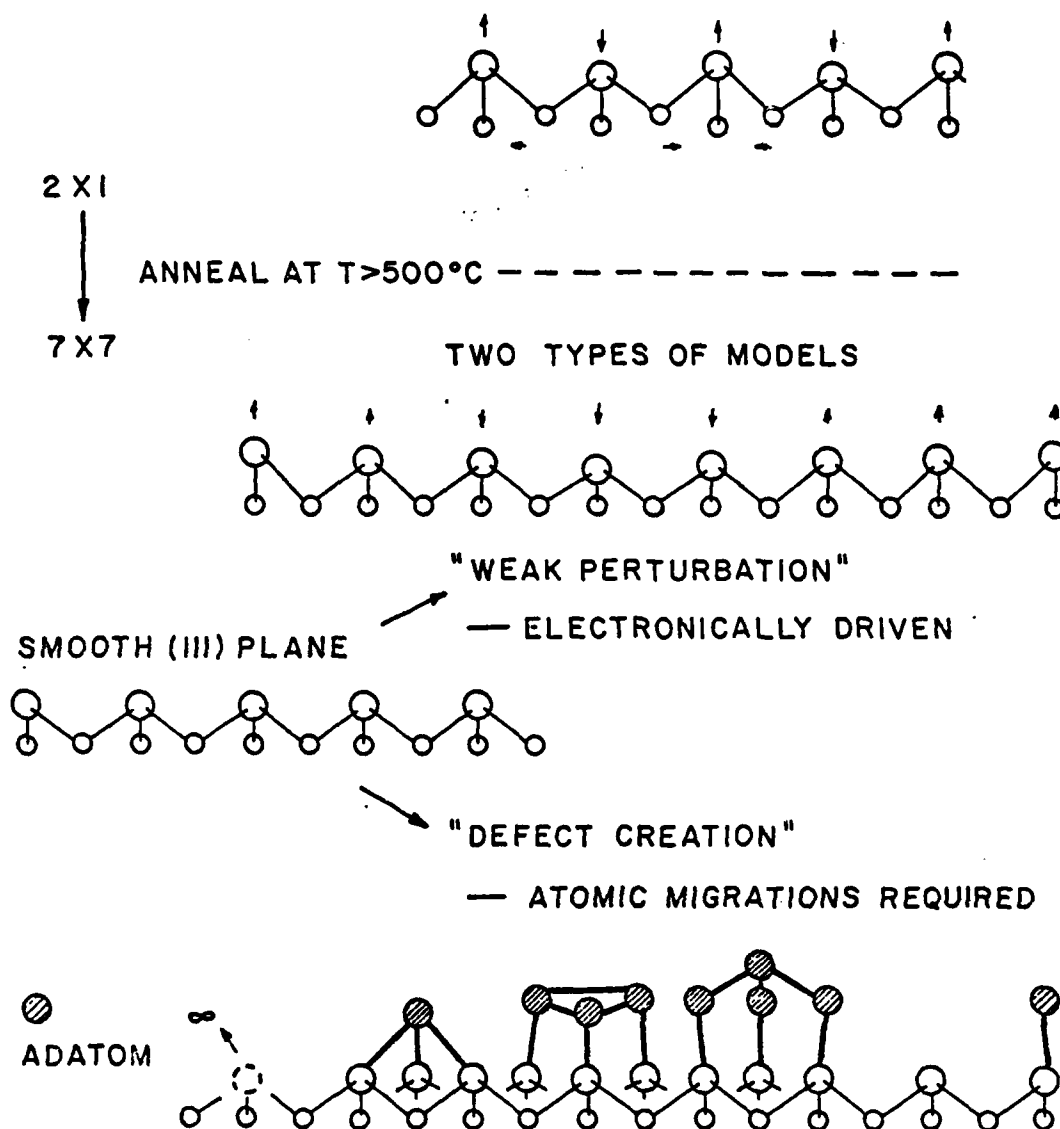 2 X 1
ANNEAL AT T>500°C
7 X 7
TWO TYPES OF MODELS
"WEAK PERTURBATION"
— ELECTRONICALLY DRIVEN
SMOOTH (III) PLANE
"DEFECT CREATION"
— ATOMIC MIGRATIONS REQUIRED
∞
ADATOM